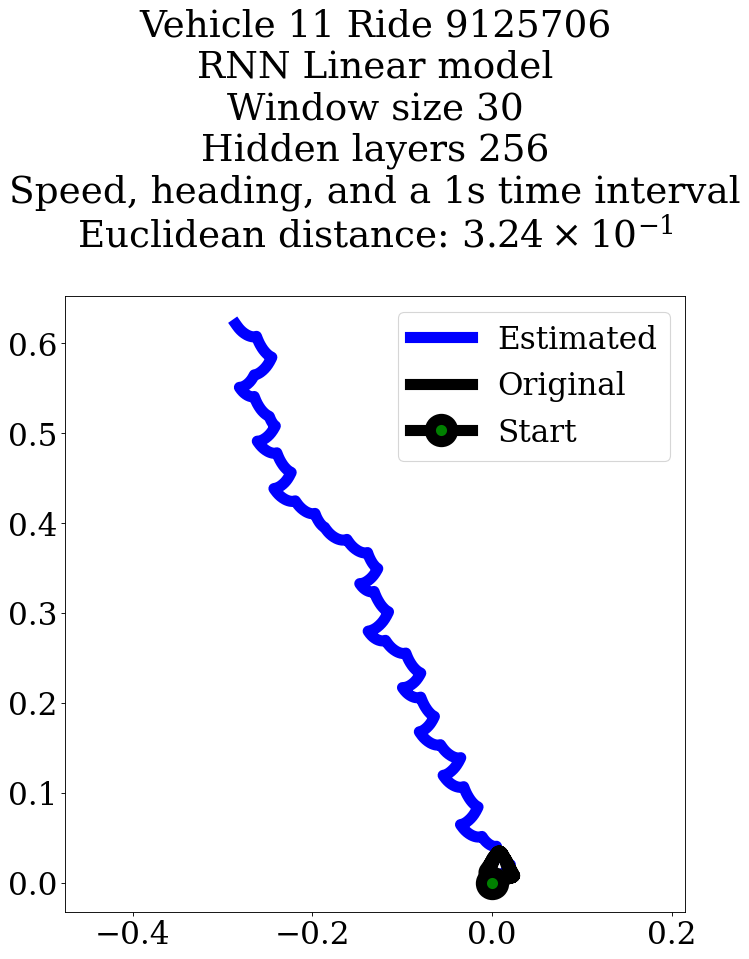 Vehicle 11 Ride 9125706
RNN Linear model
Window size 30
Hidden layers 256
Speed, heading, and a 1s time interval
Euclidean distance: 3.24 × 10⁻¹
Estimated
Original
Start
0.6
0.5
0.4
0.3
0.2
0.1
0.0
−0.4 −0.2 0.0 0.2